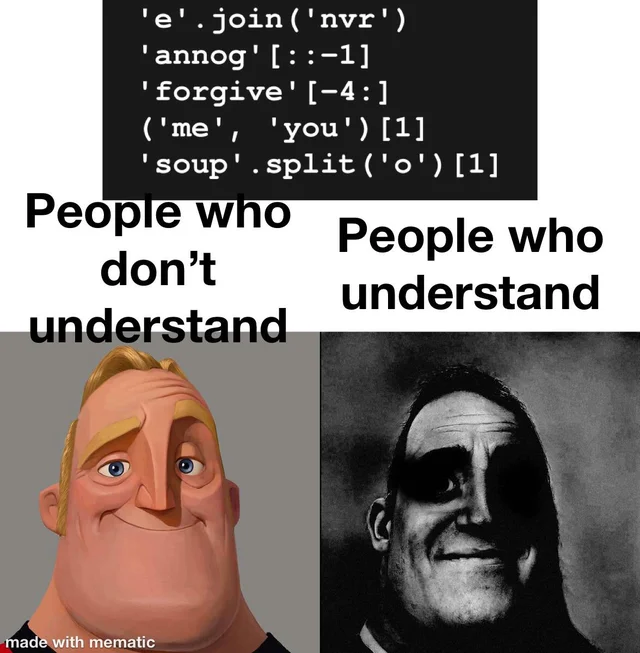 'e'.join('nvr')
'annog'[::-1]
'forgive'[-4:]
('me', 'you')[1]
'soup'.split('o')[1]
People who
don't
understand
People who
understand
made with mematic